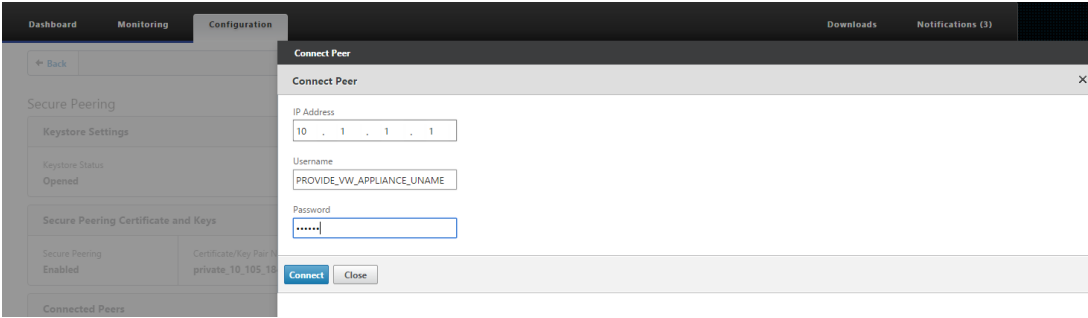 Dashboard Monitoring Configuration Downloads Notifications (3)
Back
Secure Peering
Keystore Settings
Keystore Status
Opened
Secure Peering Certificate and Keys
Secure Peering Certificate/Key Pair N
Enabled private_10_105_18
Connected Peers
Connect Peer
Connect Peer
IP Address
10 . 1 . 1 . 1
Username
PROVIDE_VW_APPLIANCE_UNAME
Password
••••••
Connect Close